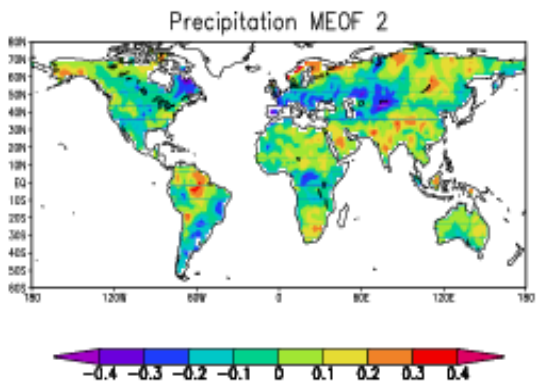 Precipitation MEOF 2
80N
70N
60N
50N
40N
30N
20N
10N
EQ
10S
20S
30S
40S
50S
60S
180 120W 60W 0 60E 120E 180
-0.4 -0.3 -0.2 -0.1 0 0.1 0.2 0.3 0.4